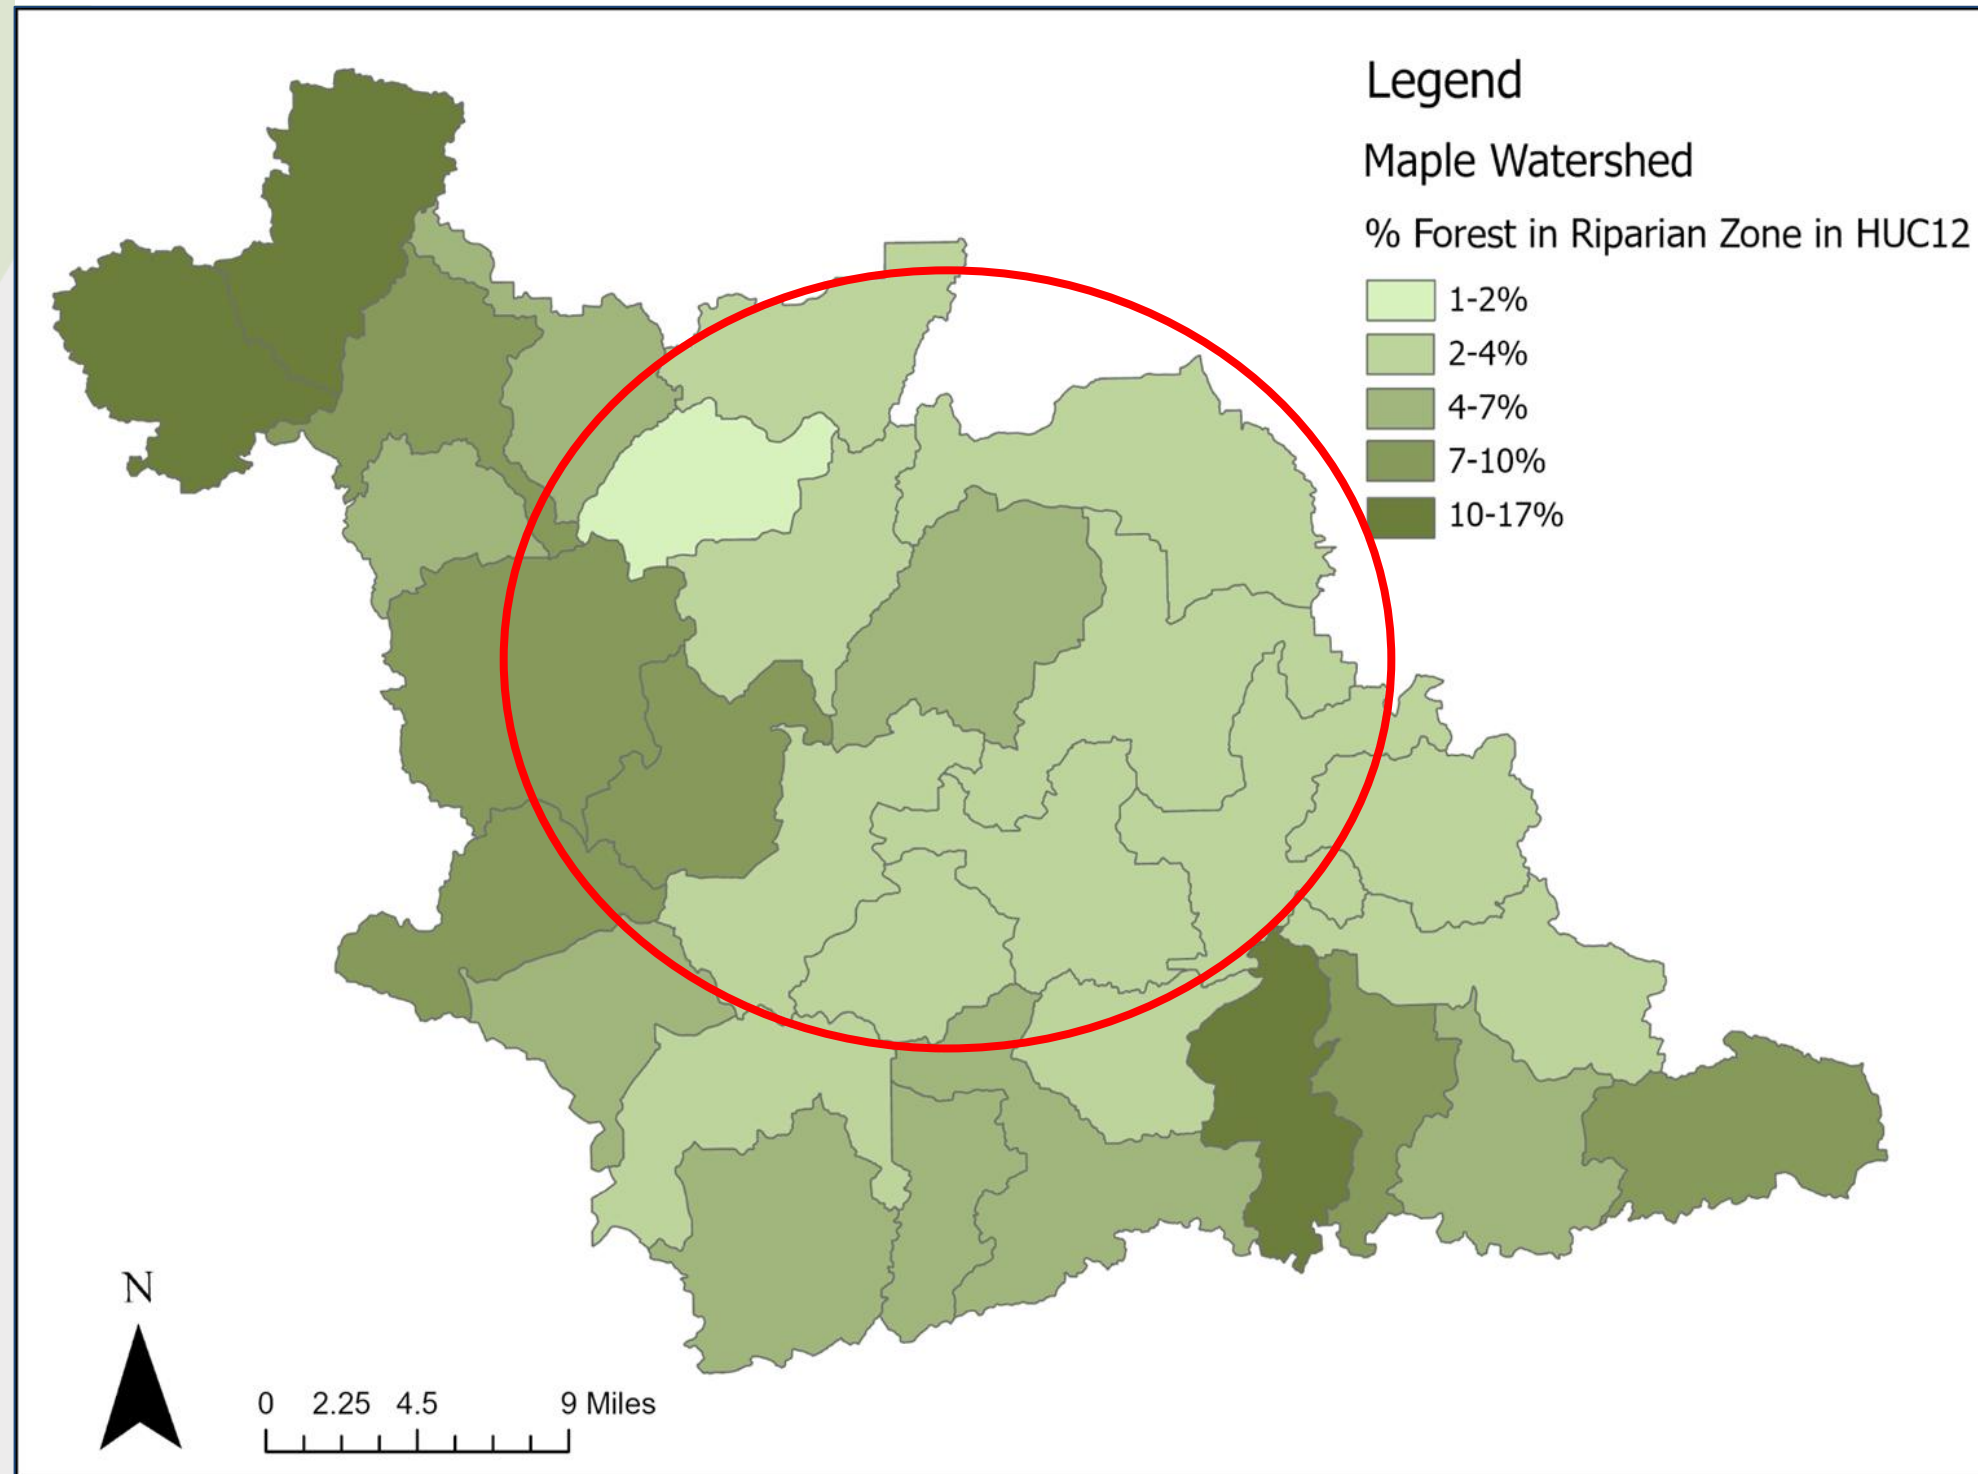 Legend
Maple Watershed
% Forest in Riparian Zone in HUC12
1-2%
2-4%
4-7%
7-10%
10-17%
N
0 2.25 4.5 9 Miles